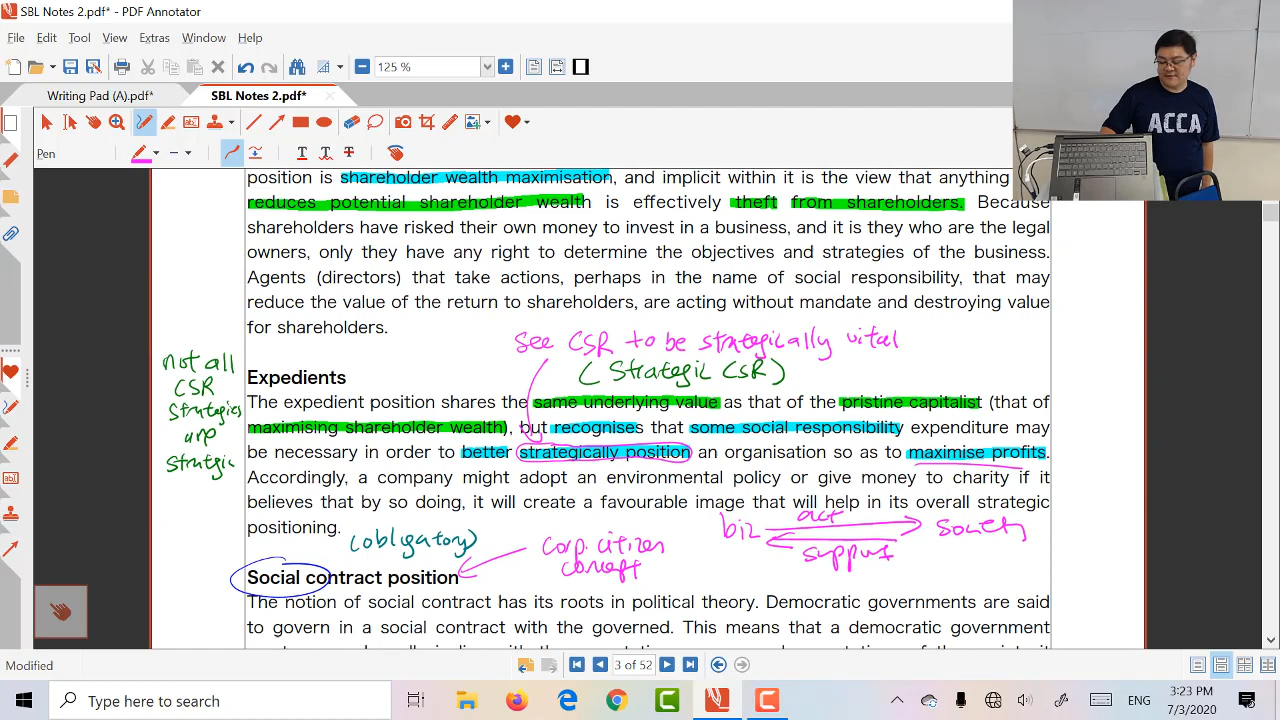 SBL Notes 2.pdf* - PDF Annotator
File Edit Tool View Extras Window Help
125 %
Writing Pad (A).pdf* SBL Notes 2.pdf*
Pen
ACCA
position is shareholder wealth maximisation, and implicit within it is the view that anything
reduces potential shareholder wealth is effectively theft from shareholders. Because
shareholders have risked their own money to invest in a business, and it is they who are the legal
owners, only they have any right to determine the objectives and strategies of the business.
Agents (directors) that take actions, perhaps in the name of social responsibility, that may
reduce the value of the return to shareholders, are acting without mandate and destroying value
for shareholders.
see CSR to be strategically vital
(Strategic CSR)
not all
CSR
strategies
are
strategic
Expedients
The expedient position shares the same underlying value as that of the pristine capitalist (that of
maximising shareholder wealth), but recognises that some social responsibility expenditure may
be necessary in order to better strategically position an organisation so as to maximise profits.
Accordingly, a company might adopt an environmental policy or give money to charity if it
believes that by so doing, it will create a favourable image that will help in its overall strategic
positioning.
(obligatory)
corp. citizen
concept
biz act society
support
Social contract position
The notion of social contract has its roots in political theory. Democratic governments are said
to govern in a social contract with the governed. This means that a democratic government
Modified
3 of 52
Type here to search
ENG
3:23 PM
7/3/2020